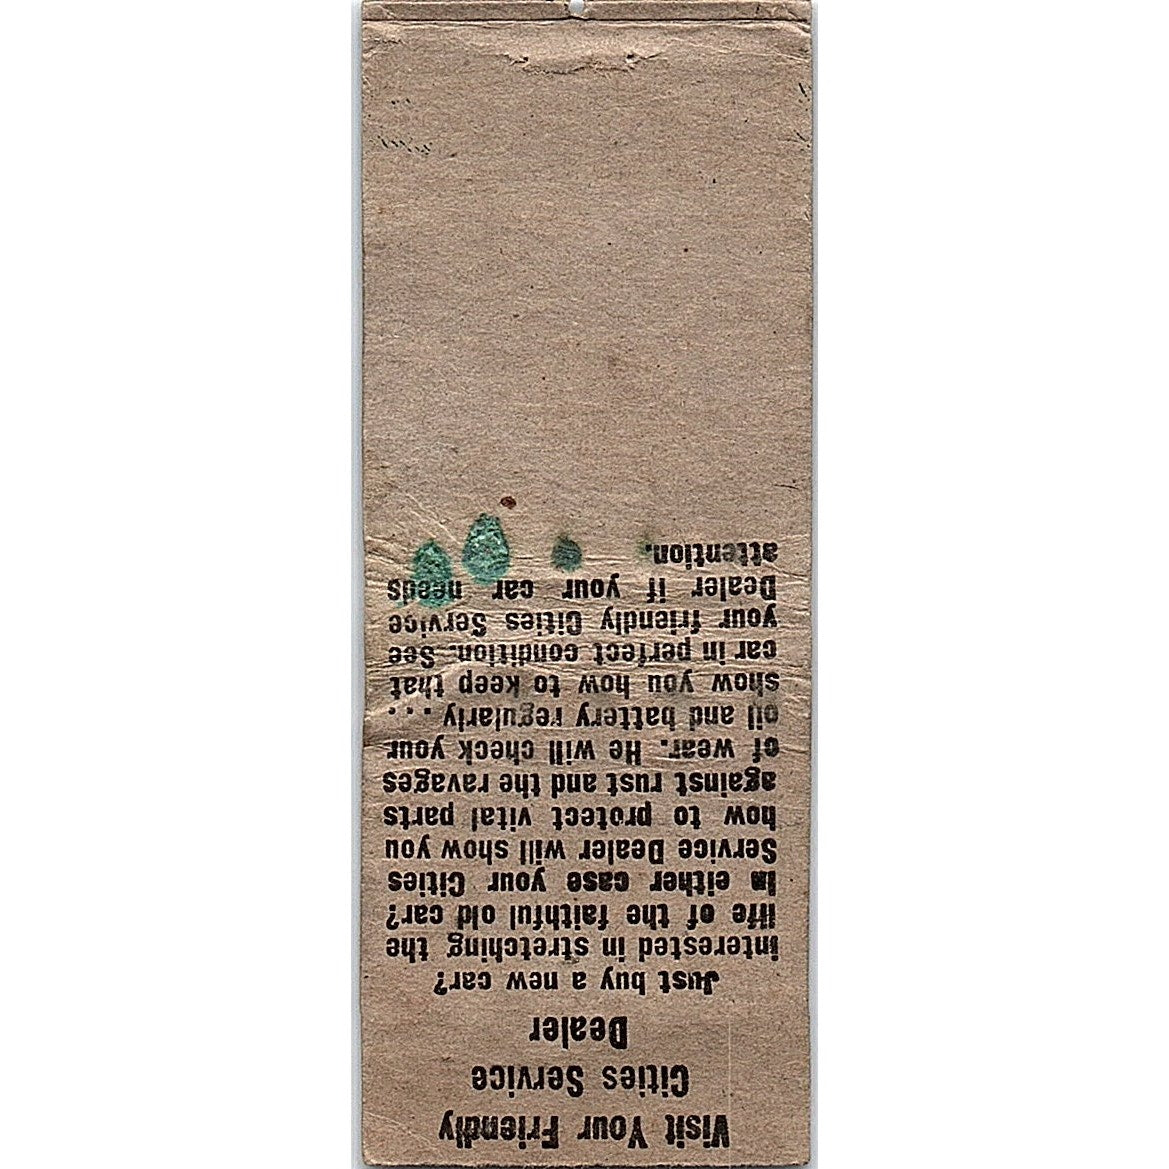 Visit Your Friendly
Cities Service
Dealer
Just buy a new car?
interested in stretching the
life of the faithful old car?
In either case your Cities
Service Dealer will show you
how to protect vital parts
against rust and the ravages
of wear. He will check your
oil and battery regularly . . .
show you how to keep that
car in perfect condition. See
your friendly Cities Service
Dealer if your car needs
attention.